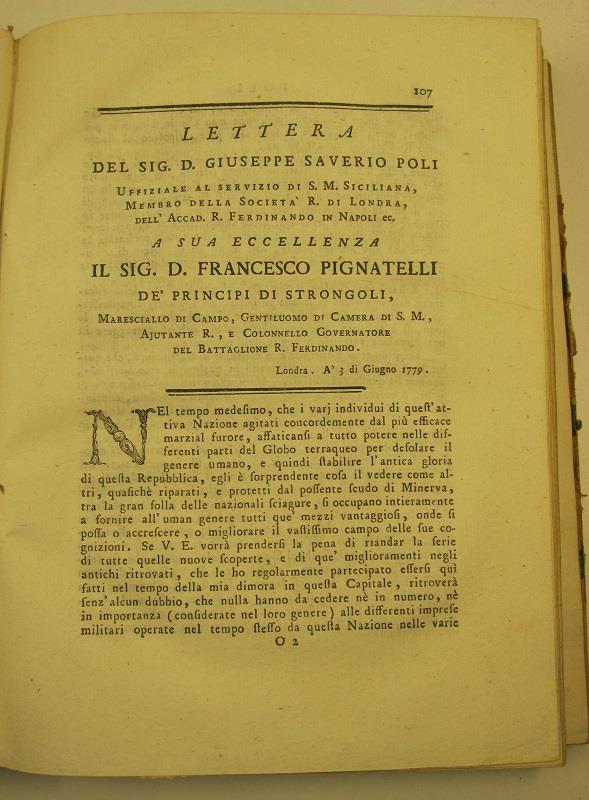 107
LETTERA
DEL SIG. D. GIUSEPPE SAVERIO POLI
UFFIZIALE AL SERVIZIO DI S. M. SICILIANA,
MEMBRO DELLA SOCIETA' R. DI LONDRA,
DELL' ACCAD. R. FERDINANDO IN NAPOLI ec.
A SUA ECCELLENZA
IL SIG. D. FRANCESCO PIGNATELLI
DE' PRINCIPI DI STRONGOLI,
MARESCIALLO DI CAMPO, GENTILUOMO DI CAMERA DI S. M.,
AJUTANTE R., E COLONNELLO GOVERNATORE
DEL BATTAGLIONE R. FERDINANDO.
Londra. A' 3 di Giugno 1779.
NEl tempo medesimo, che i varj individui di quest' at-
tiva Nazione agitati concordemente dal più efficace
marzial furore, affaticansi a tutto potere nelle dif-
ferenti parti del Globo terraqueo per desolare il
genere umano, e quindi stabilire l'antica gloria
di questa Repubblica, egli è sorprendente cosa il vedere come al-
tri, quasichè riparati, e protetti dal possente scudo di Minerva,
tra la gran folla delle nazionali sciagure, si occupano intieramente
a fornire all'uman genere tutti que' mezzi vantaggiosi, onde si
possa o accrescere, o migliorare il vastissimo campo delle sue co-
gnizioni. Se V. E. vorrà prendersi la pena di riandar la serie
di tutte quelle nuove scoperte, e di que' miglioramenti negli
antichi ritrovati, che le ho regolarmente partecipato essersi quì
fatti nel tempo della mia dimora in questa Capitale, ritroverà
senz'alcun dubbio, che nulla hanno da cedere nè in numero, nè
in importanza (considerate nel loro genere) alle differenti imprese
militari operate nel tempo stesso da questa Nazione nelle varie
O 2